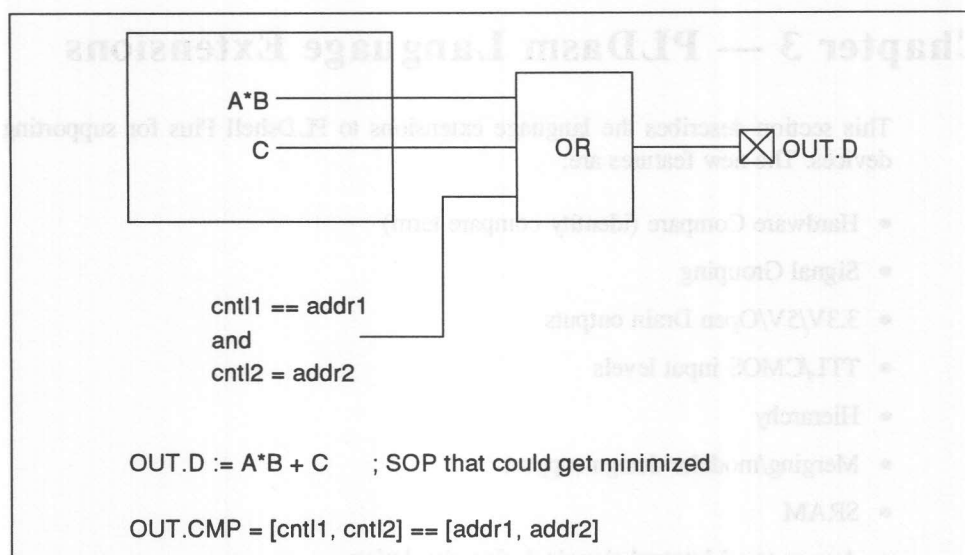 A*B
C
OR
OUT.D
cntl1 == addr1
and
cntl2 = addr2
OUT.D := A*B + C ; SOP that could get minimized
OUT.CMP = [cntl1, cntl2] == [addr1, addr2]
Chapter 3 — PLDasm Language Extensions
This section describes the language extensions to PLDshell Plus for supporting
devices. The new features are:
• Hardware Compare (identity compare term)
• Signal Grouping
• 3.3V/5V/Open Drain outputs
• TTL/CMOS input levels
• Hierarchy
• SRAM